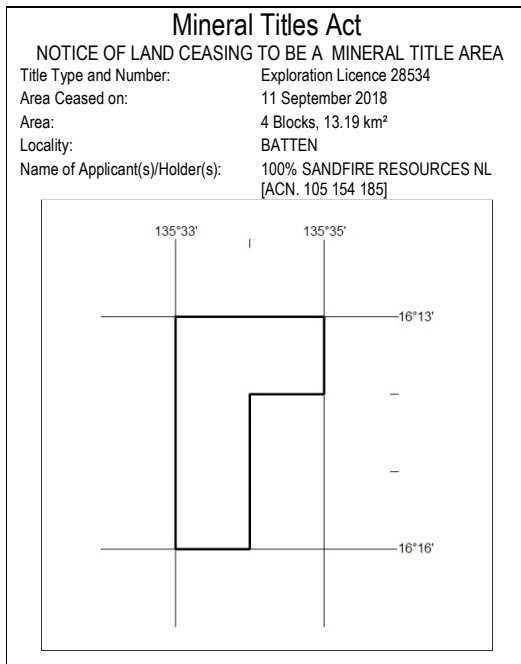 Mineral Titles Act
NOTICE OF LAND CEASING TO BE A MINERAL TITLE AREA
Title Type and Number: Exploration Licence 28534
Area Ceased on: 11 September 2018
Area: 4 Blocks, 13.19 km²
Locality: BATTEN
Name of Applicant(s)/Holder(s): 100% SANDFIRE RESOURCES NL
[ACN. 105 154 185]
135°33' 135°35'
16°13'
16°16'